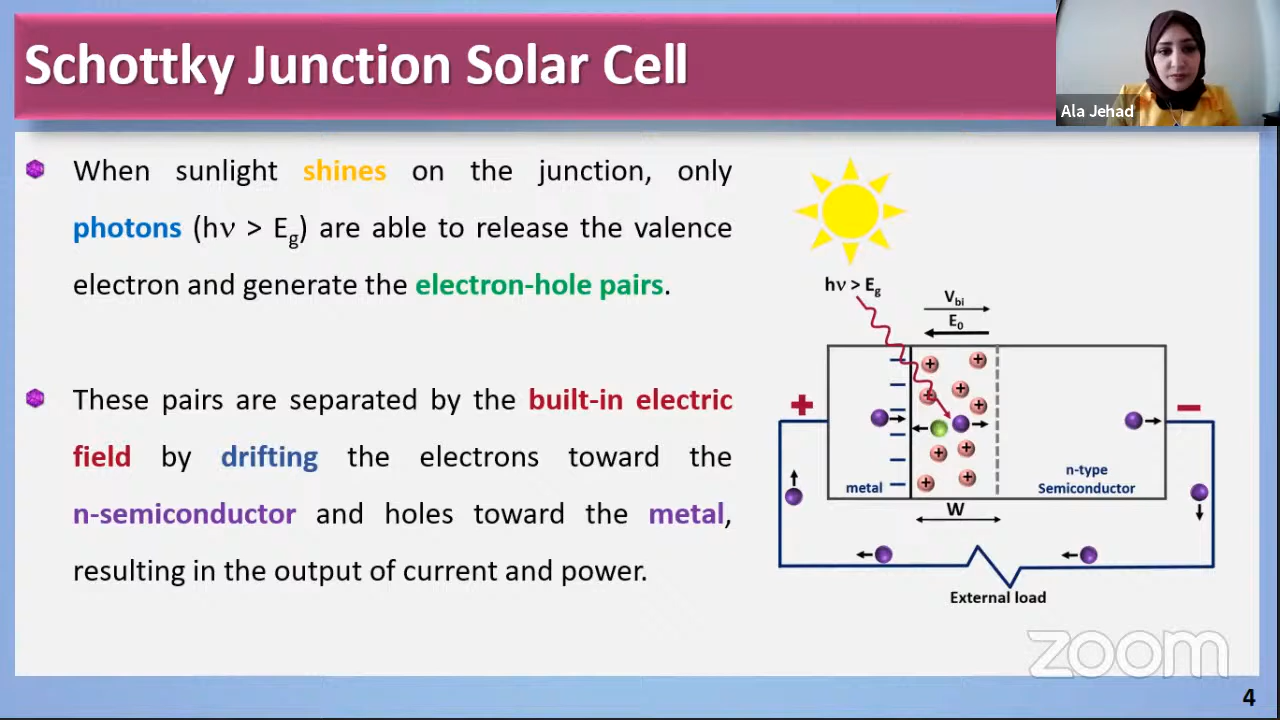 Schottky Junction Solar Cell
Ala Jehad
When sunlight shines on the junction, only
photons (hν > Eg) are able to release the valence
electron and generate the electron-hole pairs.
These pairs are separated by the built-in electric
field by drifting the electrons toward the
n-semiconductor and holes toward the metal,
resulting in the output of current and power.
hν > Eg
Vbi
E0
+
−
metal
n-type
Semiconductor
W
External load
zoom
4